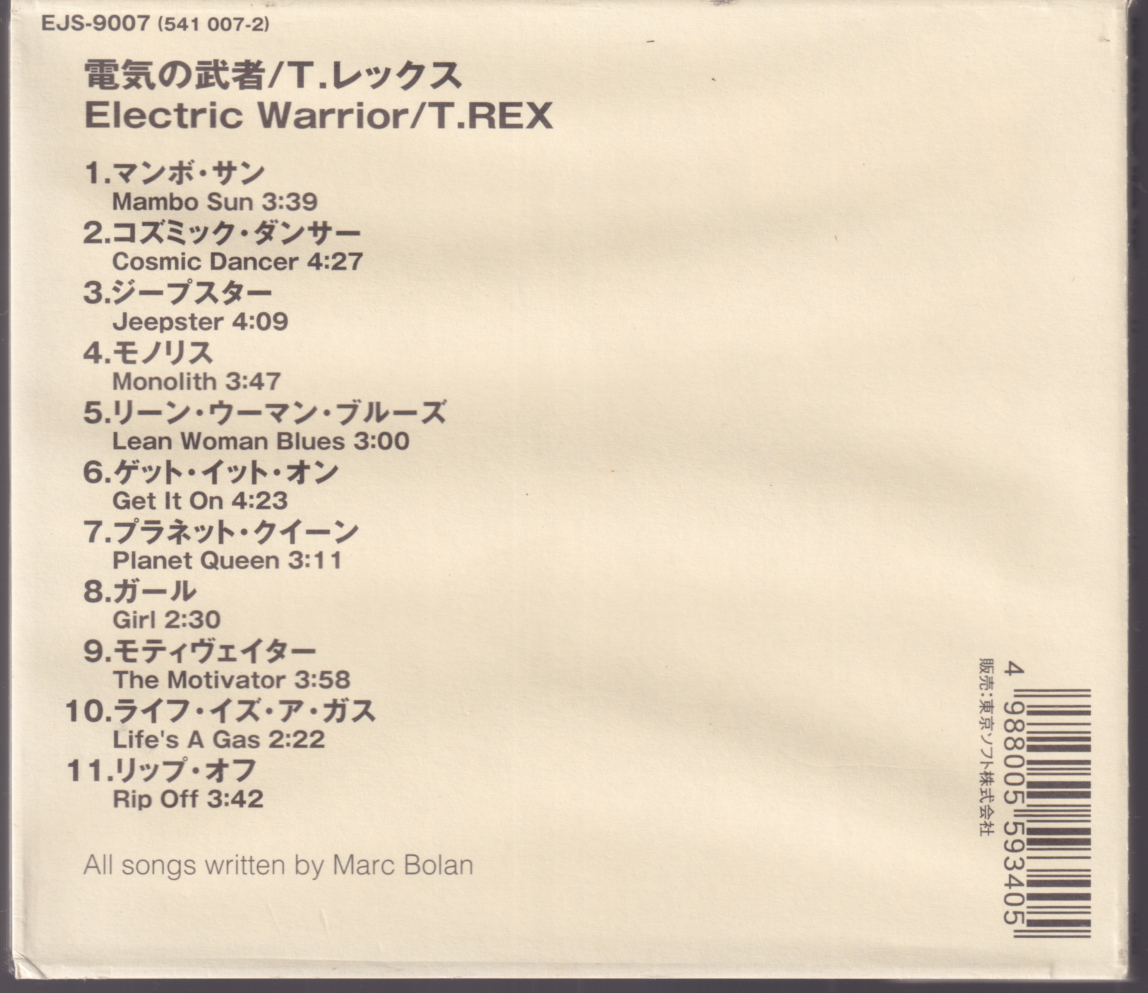 EJS-9007 (541 007-2)
電気の武者/T.レックス
Electric Warrior/T.REX
1.マンボ・サン
Mambo Sun 3:39
2.コズミック・ダンサー
Cosmic Dancer 4:27
3.ジープスター
Jeepster 4:09
4.モノリス
Monolith 3:47
5.リーン・ウーマン・ブルーズ
Lean Woman Blues 3:00
6.ゲット・イット・オン
Get It On 4:23
7.プラネット・クイーン
Planet Queen 3:11
8.ガール
Girl 2:30
9.モティヴェイター
The Motivator 3:58
10.ライフ・イズ・ア・ガス
Life's A Gas 2:22
11.リップ・オフ
Rip Off 3:42
All songs written by Marc Bolan
4 988005 593405
販売：東京ソフト株式会社